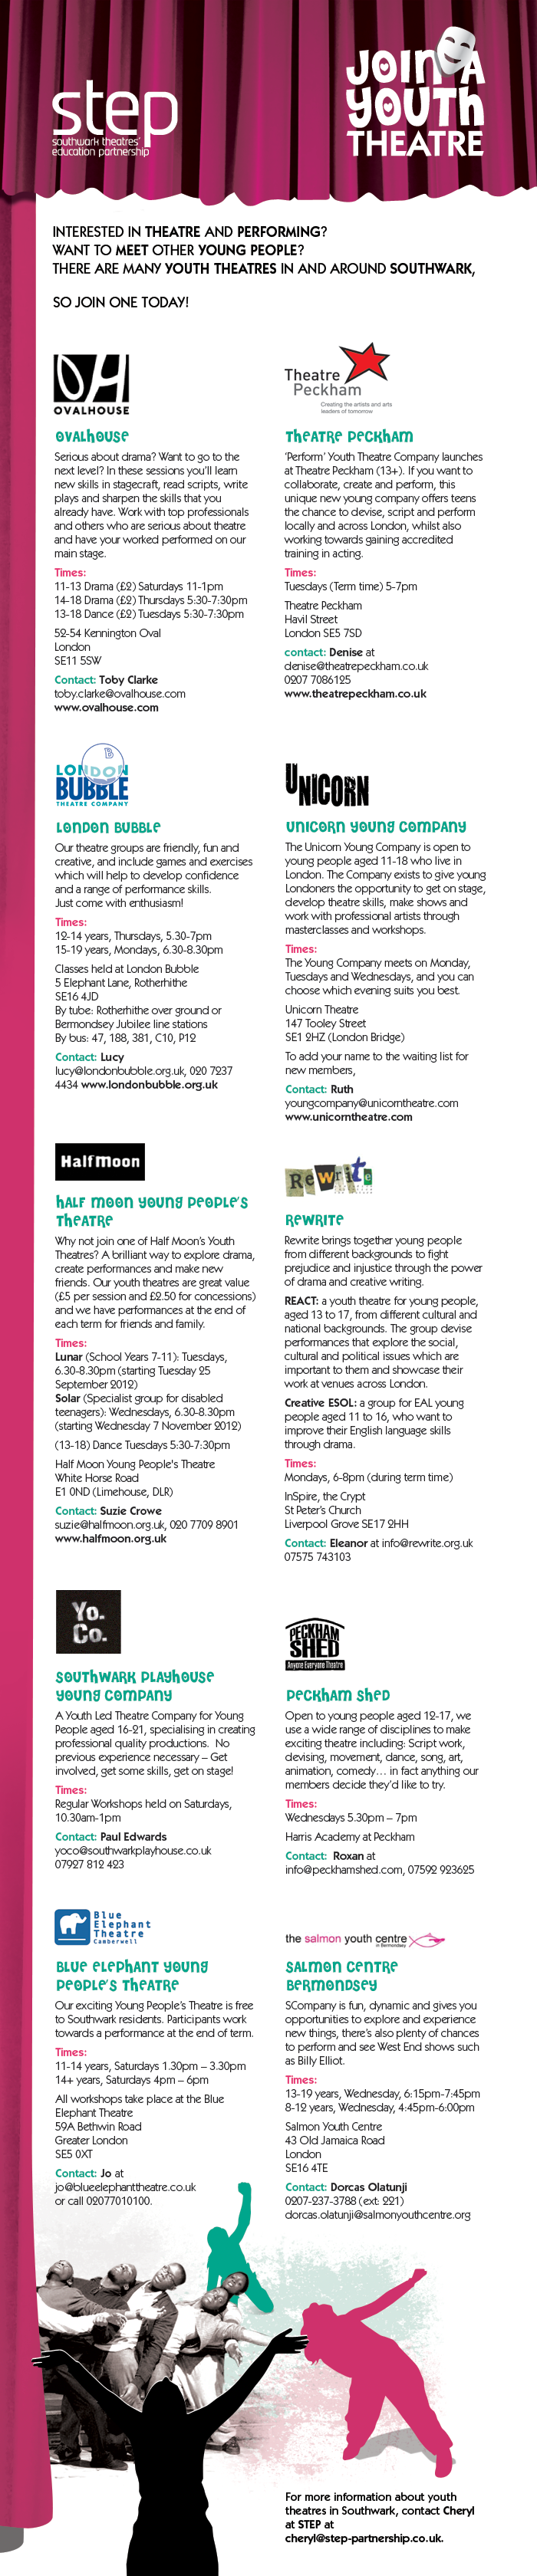 step
southwark theatres'
education partnership
JOIN A
YOUTH
THEATRE
INTERESTED IN THEATRE AND PERFORMING?
WANT TO MEET OTHER YOUNG PEOPLE?
THERE ARE MANY YOUTH THEATRES IN AND AROUND SOUTHWARK,
SO JOIN ONE TODAY!
OVALHOUSE
OVALHOUSE
Serious about drama? Want to go to the
next level? In these sessions you'll learn
new skills in stagecraft, read scripts, write
plays and sharpen the skills that you
already have. Work with top professionals
and others who are serious about theatre
and have your worked performed on our
main stage.
Times:
11-13 Drama (£2) Saturdays 11-1pm
14-18 Drama (£2) Thursdays 5:30-7:30pm
13-18 Dance (£2) Tuesdays 5:30-7:30pm
52-54 Kennington Oval
London
SE11 5SW
Contact: Toby Clarke
toby.clarke@ovalhouse.com
www.ovalhouse.com
Theatre
Peckham
Creating the artists and arts
leaders of tomorrow
THEATRE PECKHAM
'Perform' Youth Theatre Company launches
at Theatre Peckham (13+). If you want to
collaborate, create and perform, this
unique new young company offers teens
the chance to devise, script and perform
locally and across London, whilst also
working towards gaining accredited
training in acting.
Times:
Tuesdays (Term time) 5-7pm
Theatre Peckham
Havil Street
London SE5 7SD
contact: Denise at
denise@theatrepeckham.co.uk
0207 7086125
www.theatrepeckham.co.uk
LONDON
BUBBLE
THEATRE COMPANY
LONDON BUBBLE
Our theatre groups are friendly, fun and
creative, and include games and exercises
which will help to develop confidence
and a range of performance skills.
Just come with enthusiasm!
Times:
12-14 years, Thursdays, 5.30-7pm
15-19 years, Mondays, 6.30-8.30pm
Classes held at London Bubble
5 Elephant Lane, Rotherhithe
SE16 4JD
By tube: Rotherhithe over ground or
Bermondsey Jubilee line stations
By bus: 47, 188, 381, C10, P12
Contact: Lucy
lucy@londonbubble.org.uk, 020 7237
4434 www.londonbubble.org.uk
UNICORN
UNICORN YOUNG COMPANY
The Unicorn Young Company is open to
young people aged 11-18 who live in
London. The Company exists to give young
Londoners the opportunity to get on stage,
develop theatre skills, make shows and
work with professional artists through
masterclasses and workshops.
Times:
The Young Company meets on Monday,
Tuesdays and Wednesdays, and you can
choose which evening suits you best.
Unicorn Theatre
147 Tooley Street
SE1 2HZ (London Bridge)
To add your name to the waiting list for
new members,
Contact: Ruth
youngcompany@unicorntheatre.com
www.unicorntheatre.com
HalfMoon
HALF MOON YOUNG PEOPLE'S
THEATRE
Why not join one of Half Moon's Youth
Theatres? A brilliant way to explore drama,
create performances and make new
friends. Our youth theatres are great value
(£5 per session and £2.50 for concessions)
and we have performances at the end of
each term for friends and family.
Times:
Lunar (School Years 7-11): Tuesdays,
6.30-8.30pm (starting Tuesday 25
September 2012)
Solar (Specialist group for disabled
teenagers): Wednesdays, 6.30-8.30pm
(starting Wednesday 7 November 2012)
(13-18) Dance Tuesdays 5:30-7:30pm
Half Moon Young People's Theatre
White Horse Road
E1 0ND (Limehouse, DLR)
Contact: Suzie Crowe
suzie@halfmoon.org.uk, 020 7709 8901
www.halfmoon.org.uk
ReWrite
REWRITE
Rewrite brings together young people
from different backgrounds to fight
prejudice and injustice through the power
of drama and creative writing.
REACT: a youth theatre for young people,
aged 13 to 17, from different cultural and
national backgrounds. The group devise
performances that explore the social,
cultural and political issues which are
important to them and showcase their
work at venues across London.
Creative ESOL: a group for EAL young
people aged 11 to 16, who want to
improve their English language skills
through drama.
Times:
Mondays, 6-8pm (during term time)
InSpire, the Crypt
St Peter's Church
Liverpool Grove SE17 2HH
Contact: Eleanor at info@rewrite.org.uk
07575 743103
Yo.
Co.
SOUTHWARK PLAYHOUSE
YOUNG COMPANY
A Youth Led Theatre Company for Young
People aged 16-21, specialising in creating
professional quality productions. No
previous experience necessary – Get
involved, get some skills, get on stage!
Times:
Regular Workshops held on Saturdays,
10.30am-1pm
Contact: Paul Edwards
yoco@southwarkplayhouse.co.uk
07927 812 423
PECKHAM
SHED
Anyone Everyone Theatre
PECKHAM SHED
Open to young people aged 12-17, we
use a wide range of disciplines to make
exciting theatre including: Script work,
devising, movement, dance, song, art,
animation, comedy… in fact anything our
members decide they'd like to try.
Times:
Wednesdays 5.30pm – 7pm
Harris Academy at Peckham
Contact: Roxan at
info@peckhamshed.com, 07592 923625
Blue
Elephant
Theatre
Camberwell
BLUE ELEPHANT YOUNG
PEOPLE'S THEATRE
Our exciting Young People's Theatre is free
to Southwark residents. Participants work
towards a performance at the end of term.
Times:
11-14 years, Saturdays 1.30pm – 3.30pm
14+ years, Saturdays 4pm – 6pm
All workshops take place at the Blue
Elephant Theatre
59A Bethwin Road
Greater London
SE5 0XT
Contact: Jo at
jo@blueelephanttheatre.co.uk
or call 02077010100.
the salmon youth centre
in Bermondsey
SALMON CENTRE
BERMONDSEY
SCompany is fun, dynamic and gives you
opportunities to explore and experience
new things, there's also plenty of chances
to perform and see West End shows such
as Billy Elliot.
Times:
13-19 years, Wednesday, 6:15pm-7:45pm
8-12 years, Wednesday, 4:45pm-6:00pm
Salmon Youth Centre
43 Old Jamaica Road
London
SE16 4TE
Contact: Dorcas Olatunji
0207-237-3788 (ext: 221)
dorcas.olatunji@salmonyouthcentre.org
For more information about youth
theatres in Southwark, contact Cheryl
at STEP at
cheryl@step-partnership.co.uk.